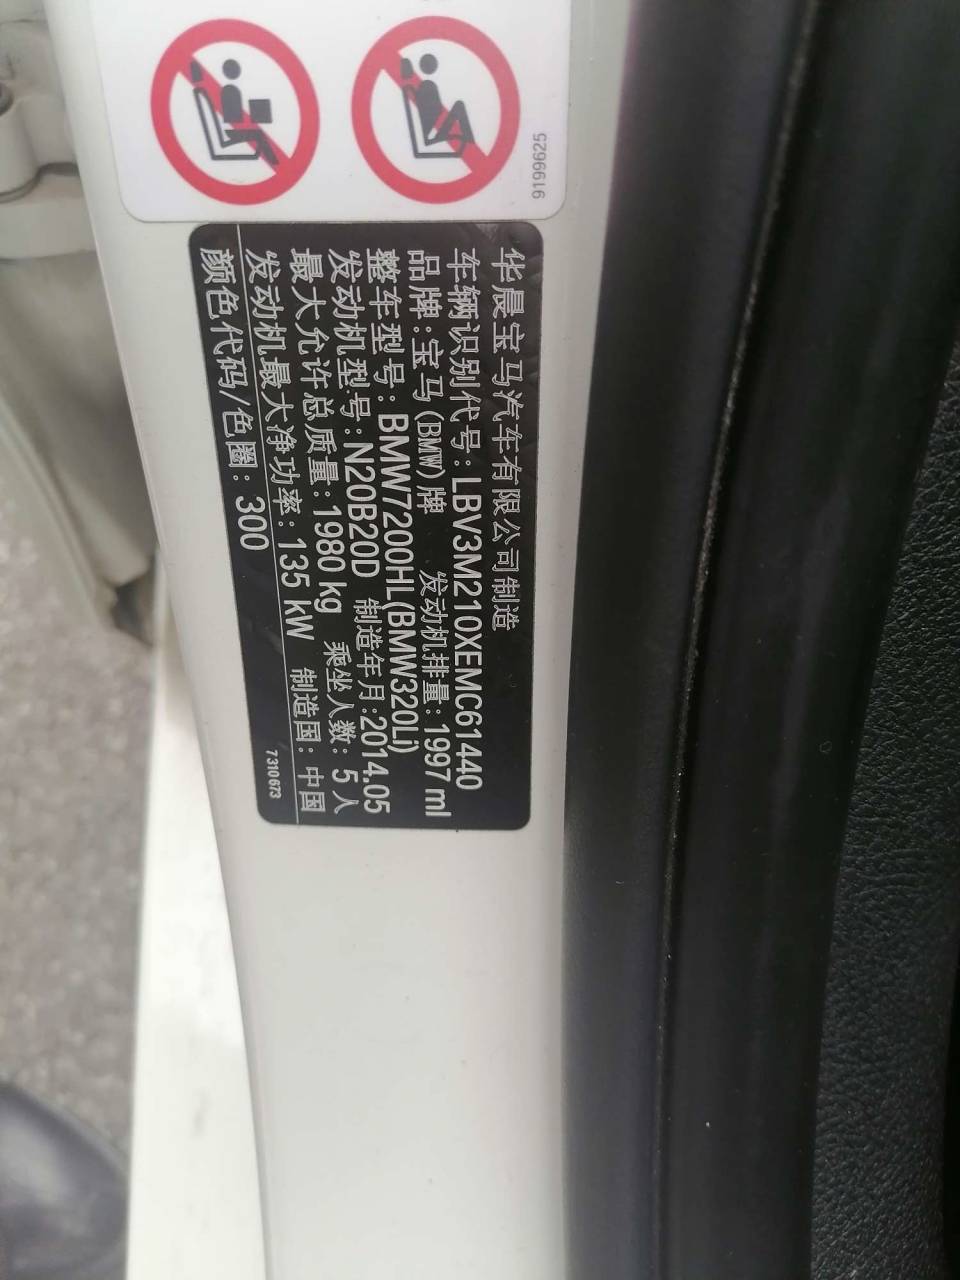 9199625
华晨宝马汽车有限公司制造
车辆识别代号:LBV3M210XEMC61440
品牌:宝马(BMW)牌 发动机排量:1997 ml
整车型号:BMW7200HL(BMW320Li)
发动机型号:N20B20D 制造年月:2014.05
最大允许总质量:1980 kg 乘坐人数:5 人
发动机最大净功率:135 kW 制造国:中国
颜色代码/色圈:300
7310673